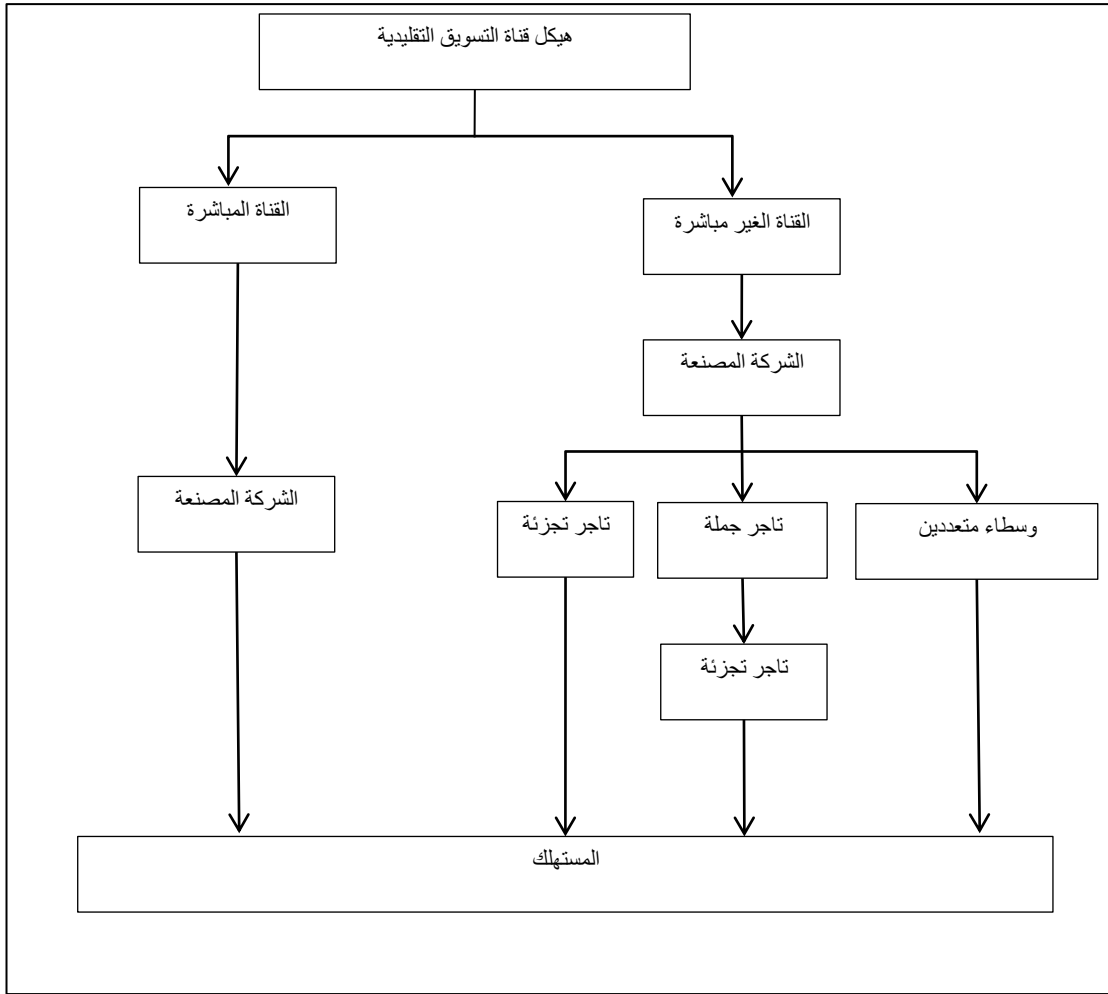 هيكل قناة التسويق التقليدية
القناة المباشرة
القناة الغير مباشرة
الشركة المصنعة
الشركة المصنعة
تاجر تجزئة
تاجر جملة
وسطاء متعددين
تاجر تجزئة
المستهلك